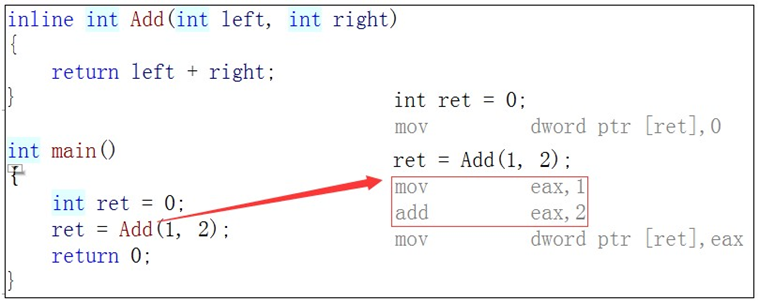 inline int Add(int left, int right)
{
    return left + right;
}
int main()
{
    int ret = 0;
    ret = Add(1, 2);
    return 0;
}
int ret = 0;
mov dword ptr [ret],0
ret = Add(1, 2);
mov eax,1
add eax,2
mov dword ptr [ret],eax